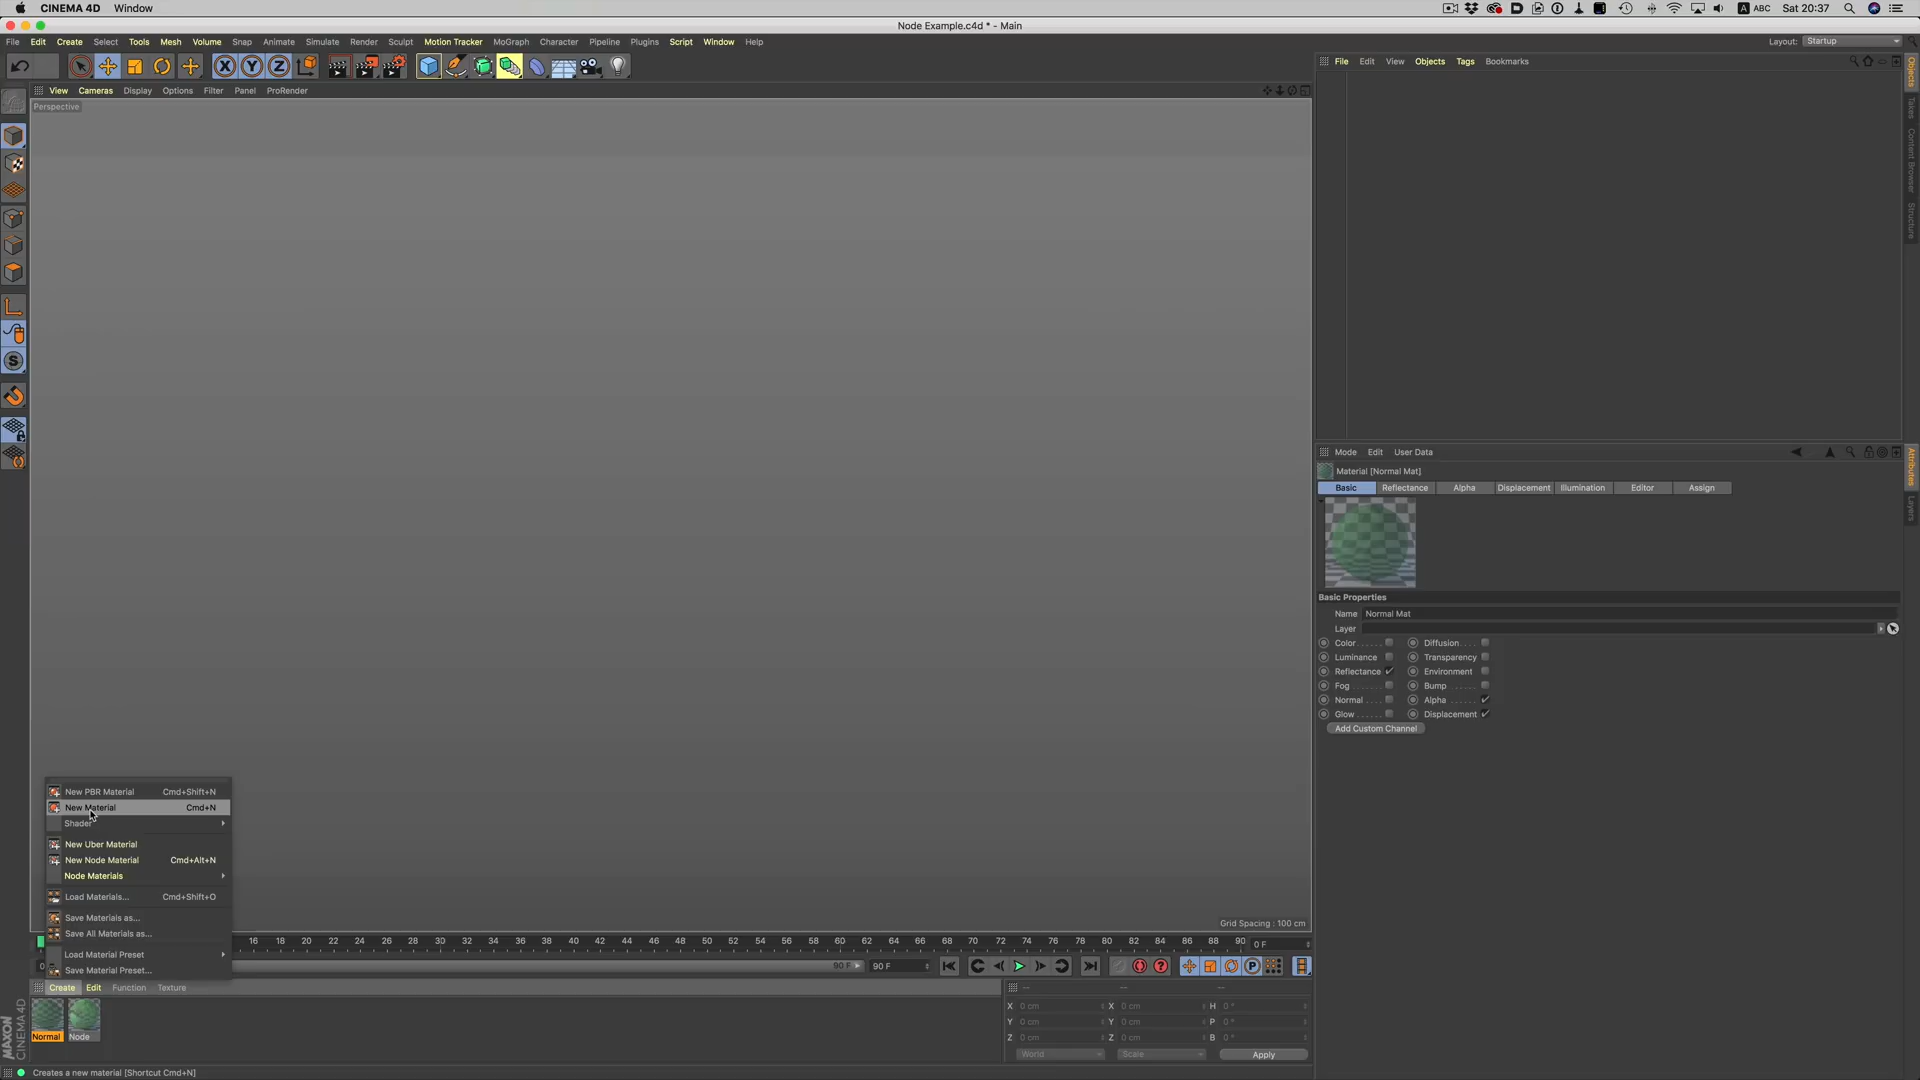 CINEMA 4D Window
ABC Sat 20:37
Node Example.c4d * - Main
File Edit Create Select Tools Mesh Volume Snap Animate Simulate Render Sculpt Motion Tracker MoGraph Character Pipeline Plugins Script Window Help
Layout: Startup
X Y Z
File Edit View Objects Tags Bookmarks
View Cameras Display Options Filter Panel ProRender
Perspective
Objects
Takes
Content Browser
Structure
Mode Edit User Data
Material [Normal Mat]
Basic Reflectance Alpha Displacement Illumination Editor Assign
Attributes
Layers
Basic Properties
Name Normal Mat
Layer
Color Diffusion
Luminance Transparency
Reflectance Environment
Fog Bump
Normal Alpha
Glow Displacement
Add Custom Channel
New PBR Material Cmd+Shift+N
New Material Cmd+N
Shader
New Uber Material
New Node Material Cmd+Alt+N
Node Materials
Load Materials... Cmd+Shift+O
Save Materials as...
Save All Materials as...
Load Material Preset
Save Material Preset...
Grid Spacing : 100 cm
16 18 20 22 24 26 28 30 32 34 36 38 40 42 44 46 48 50 52 54 56 58 60 62 64 66 68 70 72 74 76 78 80 82 84 86 88 90 0 F
0 90 F 90 F
Create Edit Function Texture
-- -- --
X 0 cm X 0 cm H 0 °
Y 0 cm Y 0 cm P 0 °
Z 0 cm Z 0 cm B 0 °
World Scale Apply
Normal Node
MAXON
CINEMA 4D
Creates a new material [Shortcut Cmd+N]